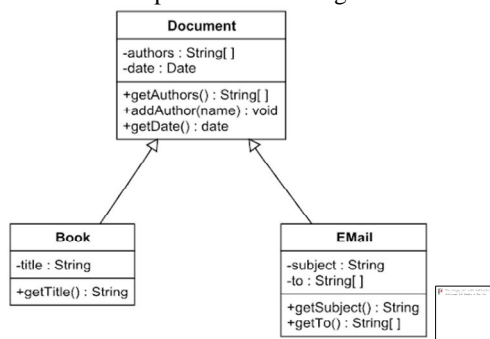 Document
-authors : String[ ]
-date : Date
+getAuthors() : String[ ]
+addAuthor(name) : void
+getDate() : date
Book
-title : String
+getTitle() : String
EMail
-subject : String
-to : String[ ]
+getSubject() : String
+getTo() : String[ ]